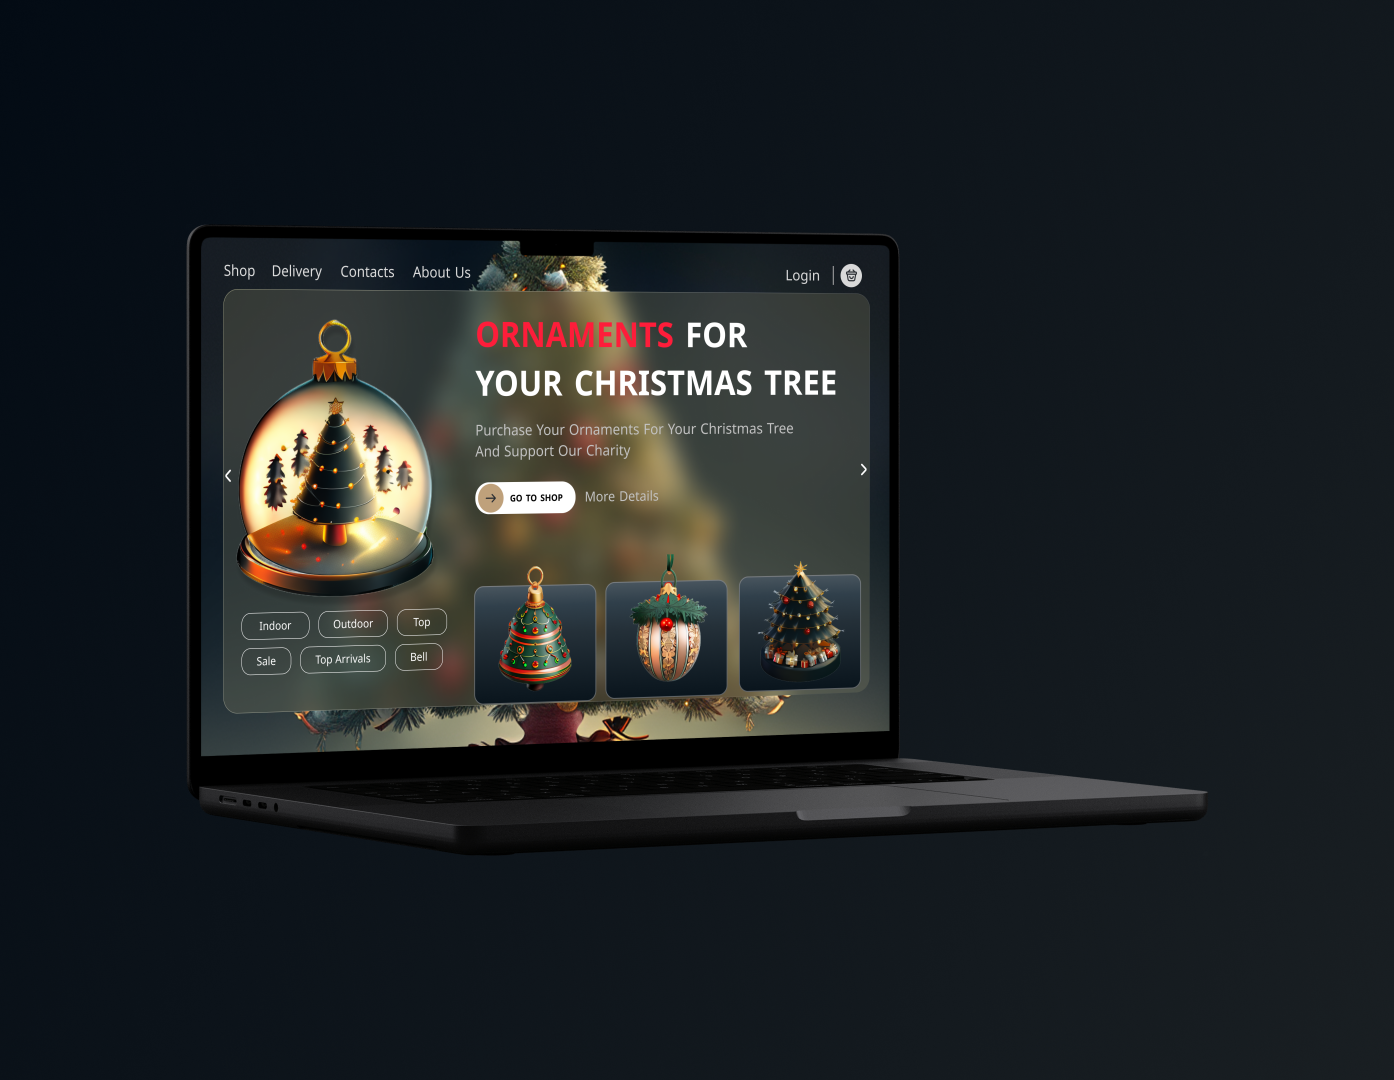 Shop Delivery Contacts About Us Login
ORNAMENTS FOR
YOUR CHRISTMAS TREE
Purchase Your Ornaments For Your Christmas Tree
And Support Our Charity
GO TO SHOP More Details
Indoor Outdoor Top
Sale Top Arrivals Bell